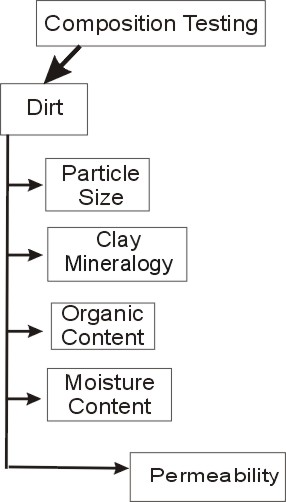 Composition Testing
Dirt
Particle
Size
Clay
Mineralogy
Organic
Content
Moisture
Content
Permeability